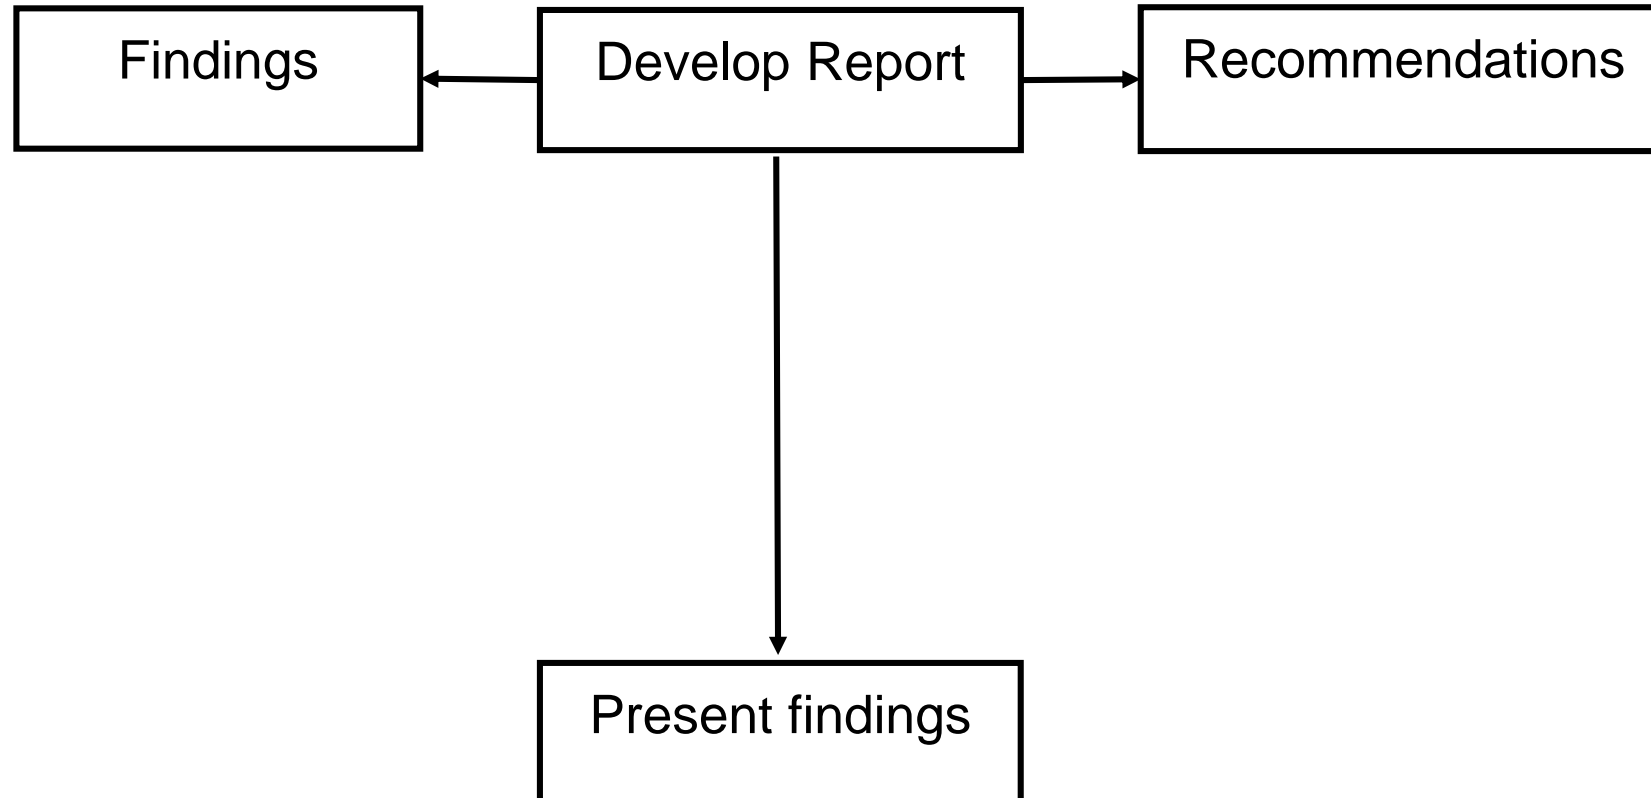 Findings
Develop Report
Recommendations
Present findings